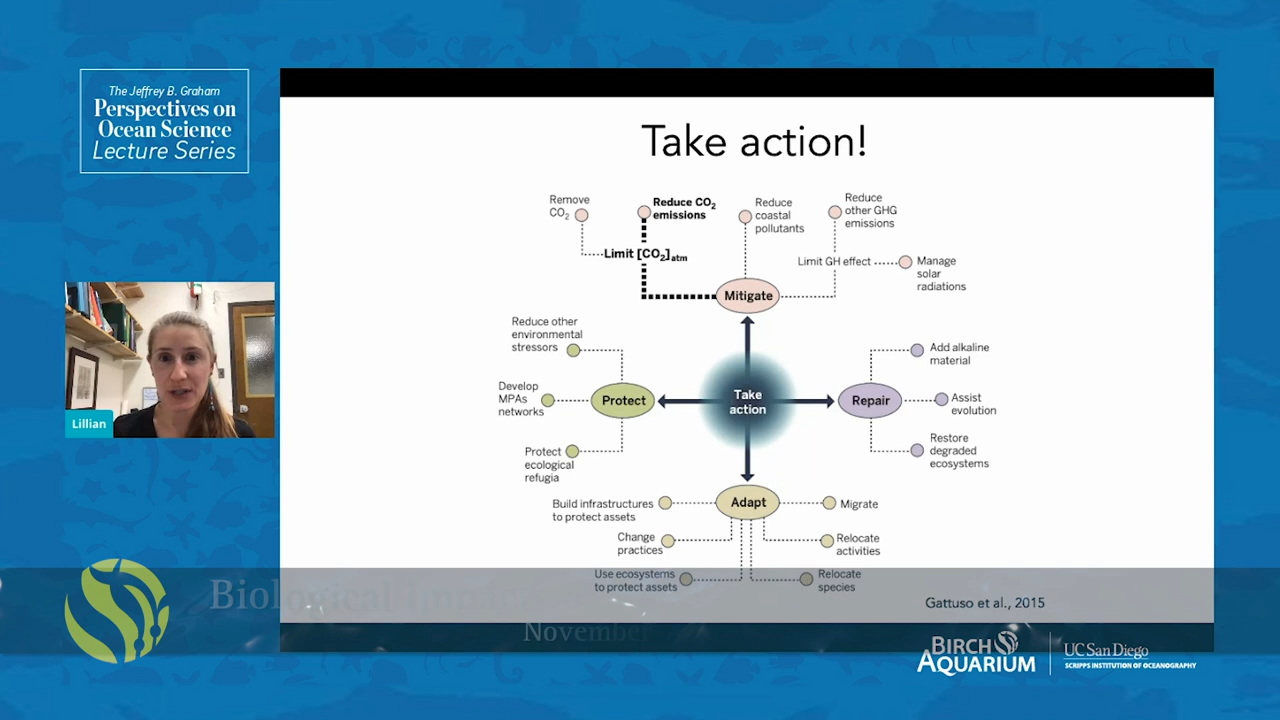 The Jeffrey B. Graham
Perspectives on
Ocean Science
Lecture Series
Take action!
Remove
CO₂
Reduce CO₂
emissions
Reduce
coastal
pollutants
Reduce
other GHG
emissions
Limit [CO₂]atm
Limit GH effect
Manage
solar
radiations
Mitigate
Reduce other
environmental
stressors
Develop
MPAs
networks
Protect
ecological
refugia
Protect
Take
action
Repair
Add alkaline
material
Assist
evolution
Restore
degraded
ecosystems
Adapt
Build infrastructures
to protect assets
Change
practices
Use ecosystems
to protect assets
Migrate
Relocate
activities
Relocate
species
Gattuso et al., 2015
Lillian
Biological Impact
November
BIRCH
AQUARIUM
UC San Diego
SCRIPPS INSTITUTION OF OCEANOGRAPHY